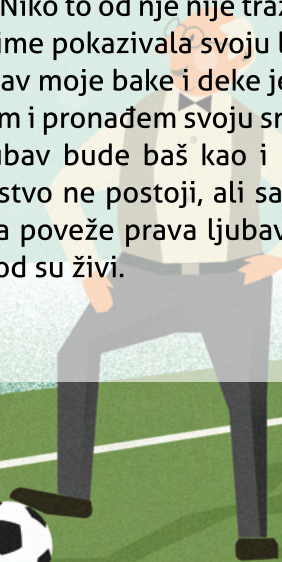 Niko to od nje nije traž
ime pokazivala svoju l
av moje bake i deke je
m i pronađem svoju sr
ubav bude baš kao i
stvo ne postoji, ali sa
a poveže prava ljubav
od su živi.